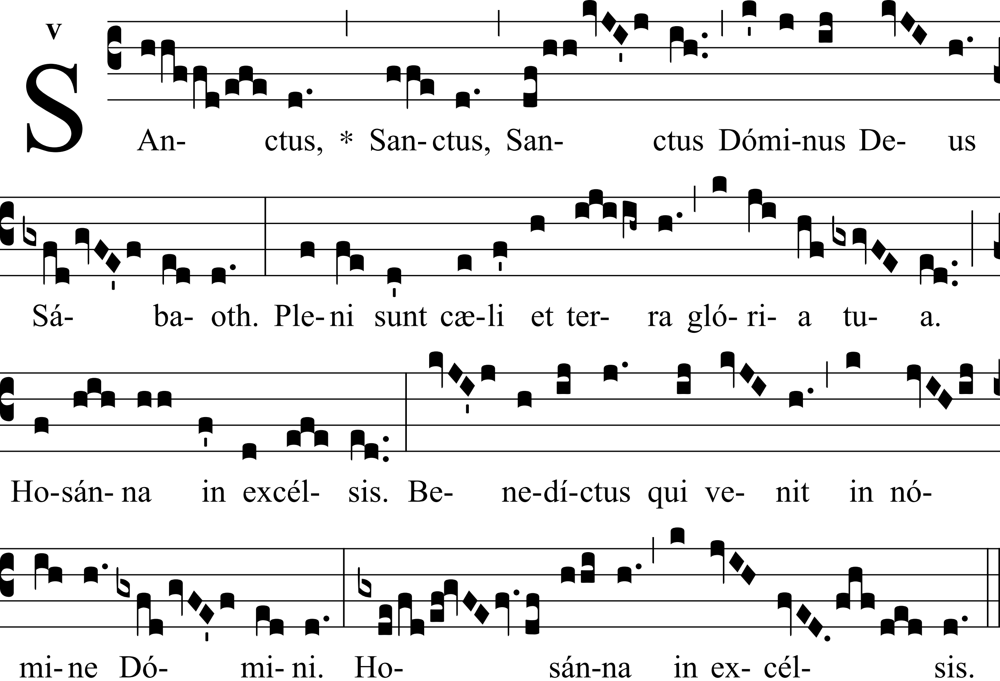 v
SAn- ctus, * San- ctus, San- ctus Dómi-nus De- us
Sá- ba- oth. Ple-ni sunt cæ-li et ter- ra gló-ri- a tu- a.
Ho-sán-na in excél- sis. Be- ne-dí-ctus qui ve- nit in nó-
mi-ne Dó- mi-ni. Ho- sán-na in ex- cél- sis.